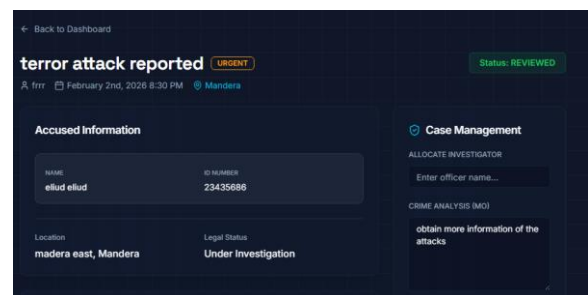 ← Back to Dashboard
terror attack reported URGENT
Status: REVIEWED
frrr February 2nd, 2026 8:30 PM Mandera
Accused Information
NAME ID NUMBER
eliud eliud 23435686
Location Legal Status
madera east, Mandera Under Investigation
Case Management
ALLOCATE INVESTIGATOR
Enter officer name...
CRIME ANALYSIS (MO)
obtain more information of the
attacks